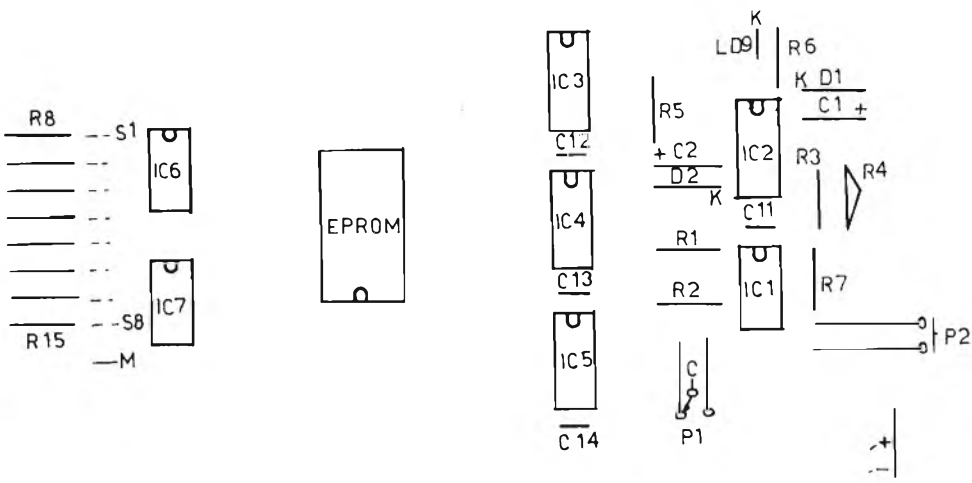 K
LD9
R6
IC3
K D1
C1 +
R8
S1
R5
C12
IC6
+ C2
IC2
R3
R4
D2
EPROM
IC4
K
C11
R1
C13
IC7
R2
IC1
R7
S8
R15
P2
M
IC5
C
C14
P1
+
-